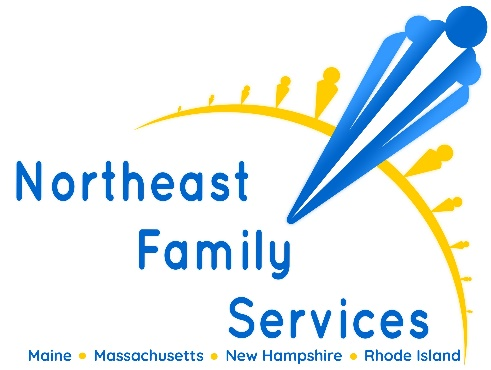 Northeast
Family
Services
Maine • Massachusetts • New Hampshire • Rhode Island